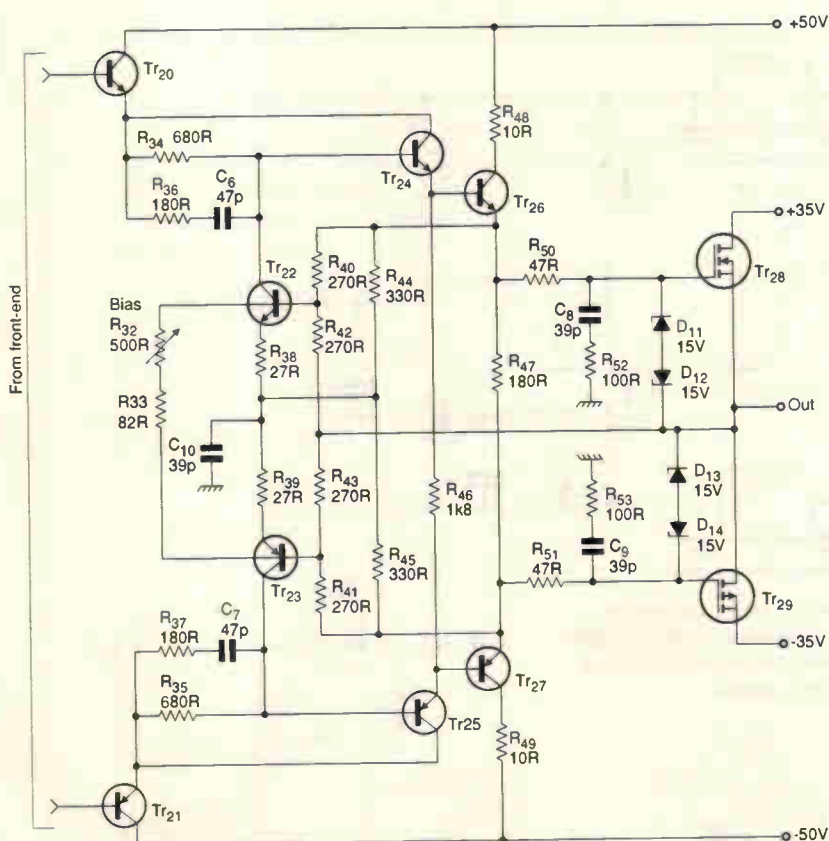 +50V
Tr20
R48
10R
R34 680R
Tr24
R36
180R
C6
47p
Tr26
+35V
R50
47R
Tr28
Tr22
R40
270R
R44
330R
Bias
R32
500R
R38
27R
R42
270R
C8
39p
D11
15V
R47
180R
R52
100R
D12
15V
From front-end
R33
82R
Out
C10
39p
R39
27R
R43
270R
R46
1k8
D13
15V
R53
100R
D14
15V
R51
47R
C9
39p
Tr23
R45
330R
R41
270R
Tr29
C7
47p
R37
180R
-35V
R35
680R
Tr27
Tr25
R49
10R
Tr21
-50V